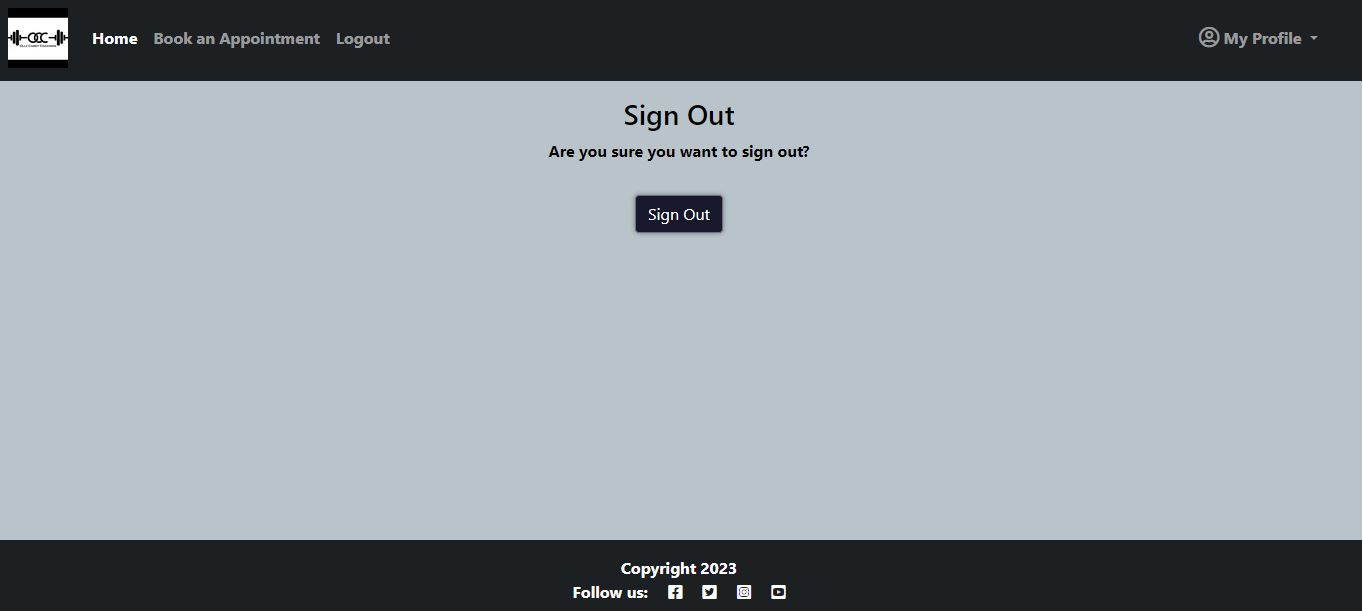 OCC
Home Book an Appointment Logout
My Profile
Sign Out
Are you sure you want to sign out?
Sign Out
Copyright 2023
Follow us: